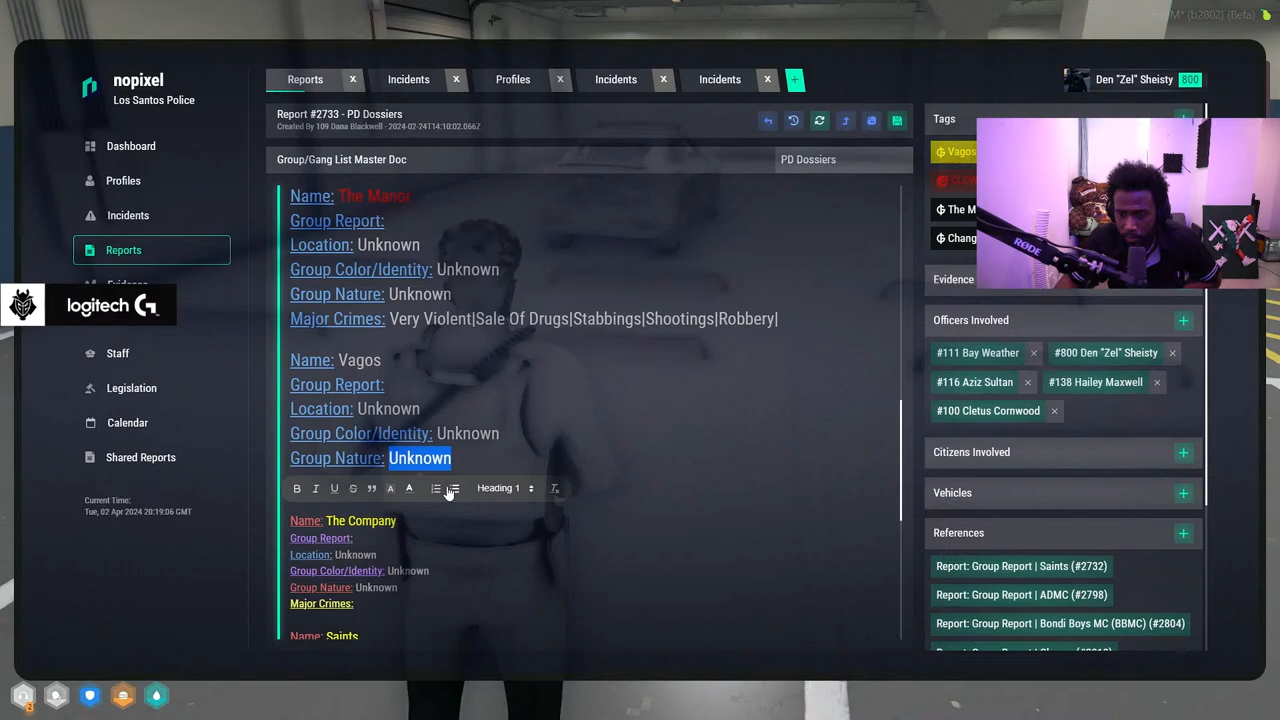 (b2802) (Beta)
nopixel
Los Santos Police
Reports
Incidents
Profiles
Incidents
Incidents
+
Den "Zel" Sheisty 800
Report #2733 - PD Dossiers
Created By 109 Dana Blackwell - 2024-02-24T14:10:02.066Z
Group/Gang List Master Doc
PD Dossiers
Dashboard
Profiles
Incidents
Reports
Staff
Legislation
Calendar
Shared Reports
Current Time:
Tue, 02 Apr 2024 20:19:06 GMT
logitech G
Name: The Manor
Group Report:
Location: Unknown
Group Color/Identity: Unknown
Group Nature: Unknown
Major Crimes: Very Violent|Sale Of Drugs|Stabbings|Shootings|Robbery|
Name: Vagos
Group Report:
Location: Unknown
Group Color/Identity: Unknown
Group Nature: Unknown
Heading 1
Name: The Company
Group Report:
Location: Unknown
Group Color/Identity: Unknown
Group Nature: Unknown
Major Crimes:
Name: Saints
Tags
Vagos
The M
Chang
RØDE
Evidence
Officers Involved
#111 Bay Weather
#800 Den "Zel" Sheisty
#116 Aziz Sultan
#138 Hailey Maxwell
#100 Cletus Cornwood
Citizens Involved
Vehicles
References
Report: Group Report | Saints (#2732)
Report: Group Report | ADMC (#2798)
Report: Group Report | Bondi Boys MC (BBMC) (#2804)